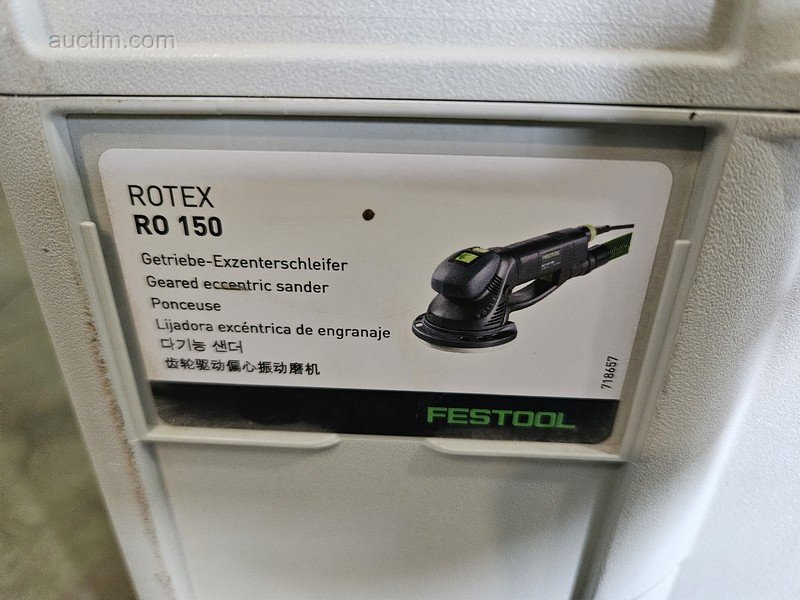 auctim.com
ROTEX
RO 150
Getriebe-Exzenterschleifer
Geared eccentric sander
Ponceuse
Lijadora excéntrica de engranaje
다기능 샌더
齿轮驱动偏心振动磨机
718657
FESTOOL